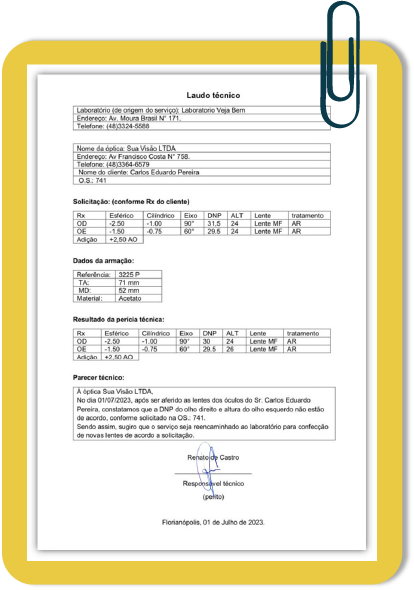 Laudo técnico
Laboratório (de origem do serviço): Laboratorio Veja Bem
Endereço: Av. Moura Brasil N° 171.
Telefone: (48)3324-5588
Nome da óptica: Sua Visão LTDA
Endereço: Av Francisco Costa N° 758.
Telefone: (48)3364-6579
Nome do cliente: Carlos Eduardo Pereira
O.S.: 741
Solicitação: (conforme Rx do cliente)
Rx Esférico Cilíndrico Eixo DNP ALT Lente tratamento
OD -2.50 -1.00 90° 31,5 24 Lente MF AR
OE -1.50 -0.75 60° 29.5 24 Lente MF AR
Adição +2,50 AO
Dados da armação:
Referência: 3225 P
TA: 71 mm
MD: 52 mm
Material: Acetato
Resultado da perícia técnica:
Rx Esférico Cilíndrico Eixo DNP ALT Lente tratamento
OD -2.50 -1.00 90° 30 24 Lente MF AR
OE -1.50 -0.75 60° 29,5 26 Lente MF AR
Adição +2.50 AO
Parecer técnico:
À óptica Sua Visão LTDA,
No dia 01/07/2023, após ser aferido as lentes dos óculos do Sr. Carlos Eduardo
Pereira, constatamos que a DNP do olho direito e altura do olho esquerdo não estão
de acordo, conforme solicitado na OS.: 741.
Sendo assim, sugiro que o serviço seja reencaminhado ao laboratório para confecção
de novas lentes de acordo a solicitação.
Renato de Castro
Responsável técnico
(perito)
Florianópolis, 01 de Julho de 2023.